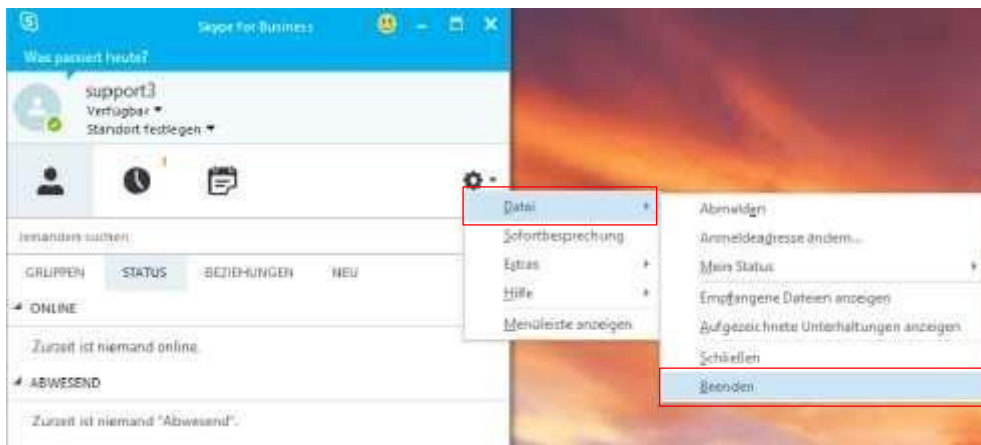 Skype for Business
Was passiert heute?
support3
Verfügbar
Standort festlegen
1
Jemanden suchen
GRUPPEN STATUS BEZIEHUNGEN NEU
ONLINE
Zurzeit ist niemand online.
ABWESEND
Zurzeit ist niemand "Abwesend".
Datei
Sofortbesprechung
Extras
Hilfe
Menüleiste anzeigen
Abmelden
Anmeldeadresse ändern...
Mein Status
Empfangene Dateien anzeigen
Aufgezeichnete Unterhaltungen anzeigen
Schließen
Beenden